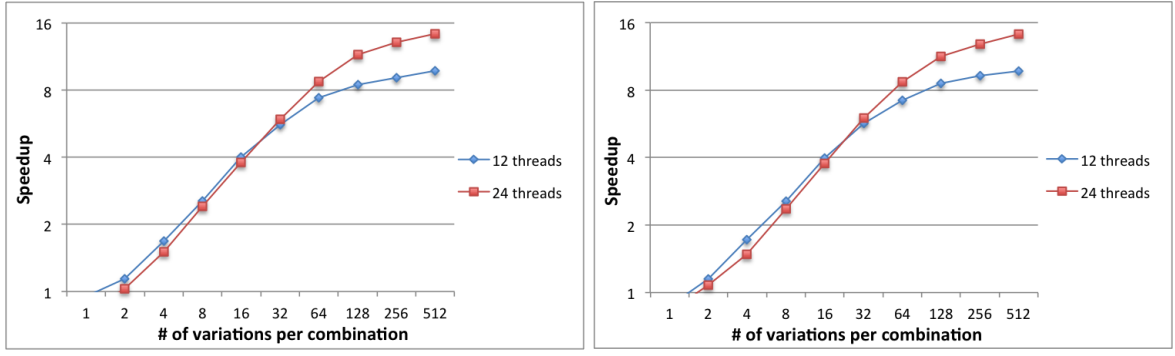 16
8
4
2
1
Speedup
1 2 4 8 16 32 64 128 256 512
# of variations per combination
12 threads
24 threads
16
8
4
2
1
Speedup
1 2 4 8 16 32 64 128 256 512
# of variations per combination
12 threads
24 threads